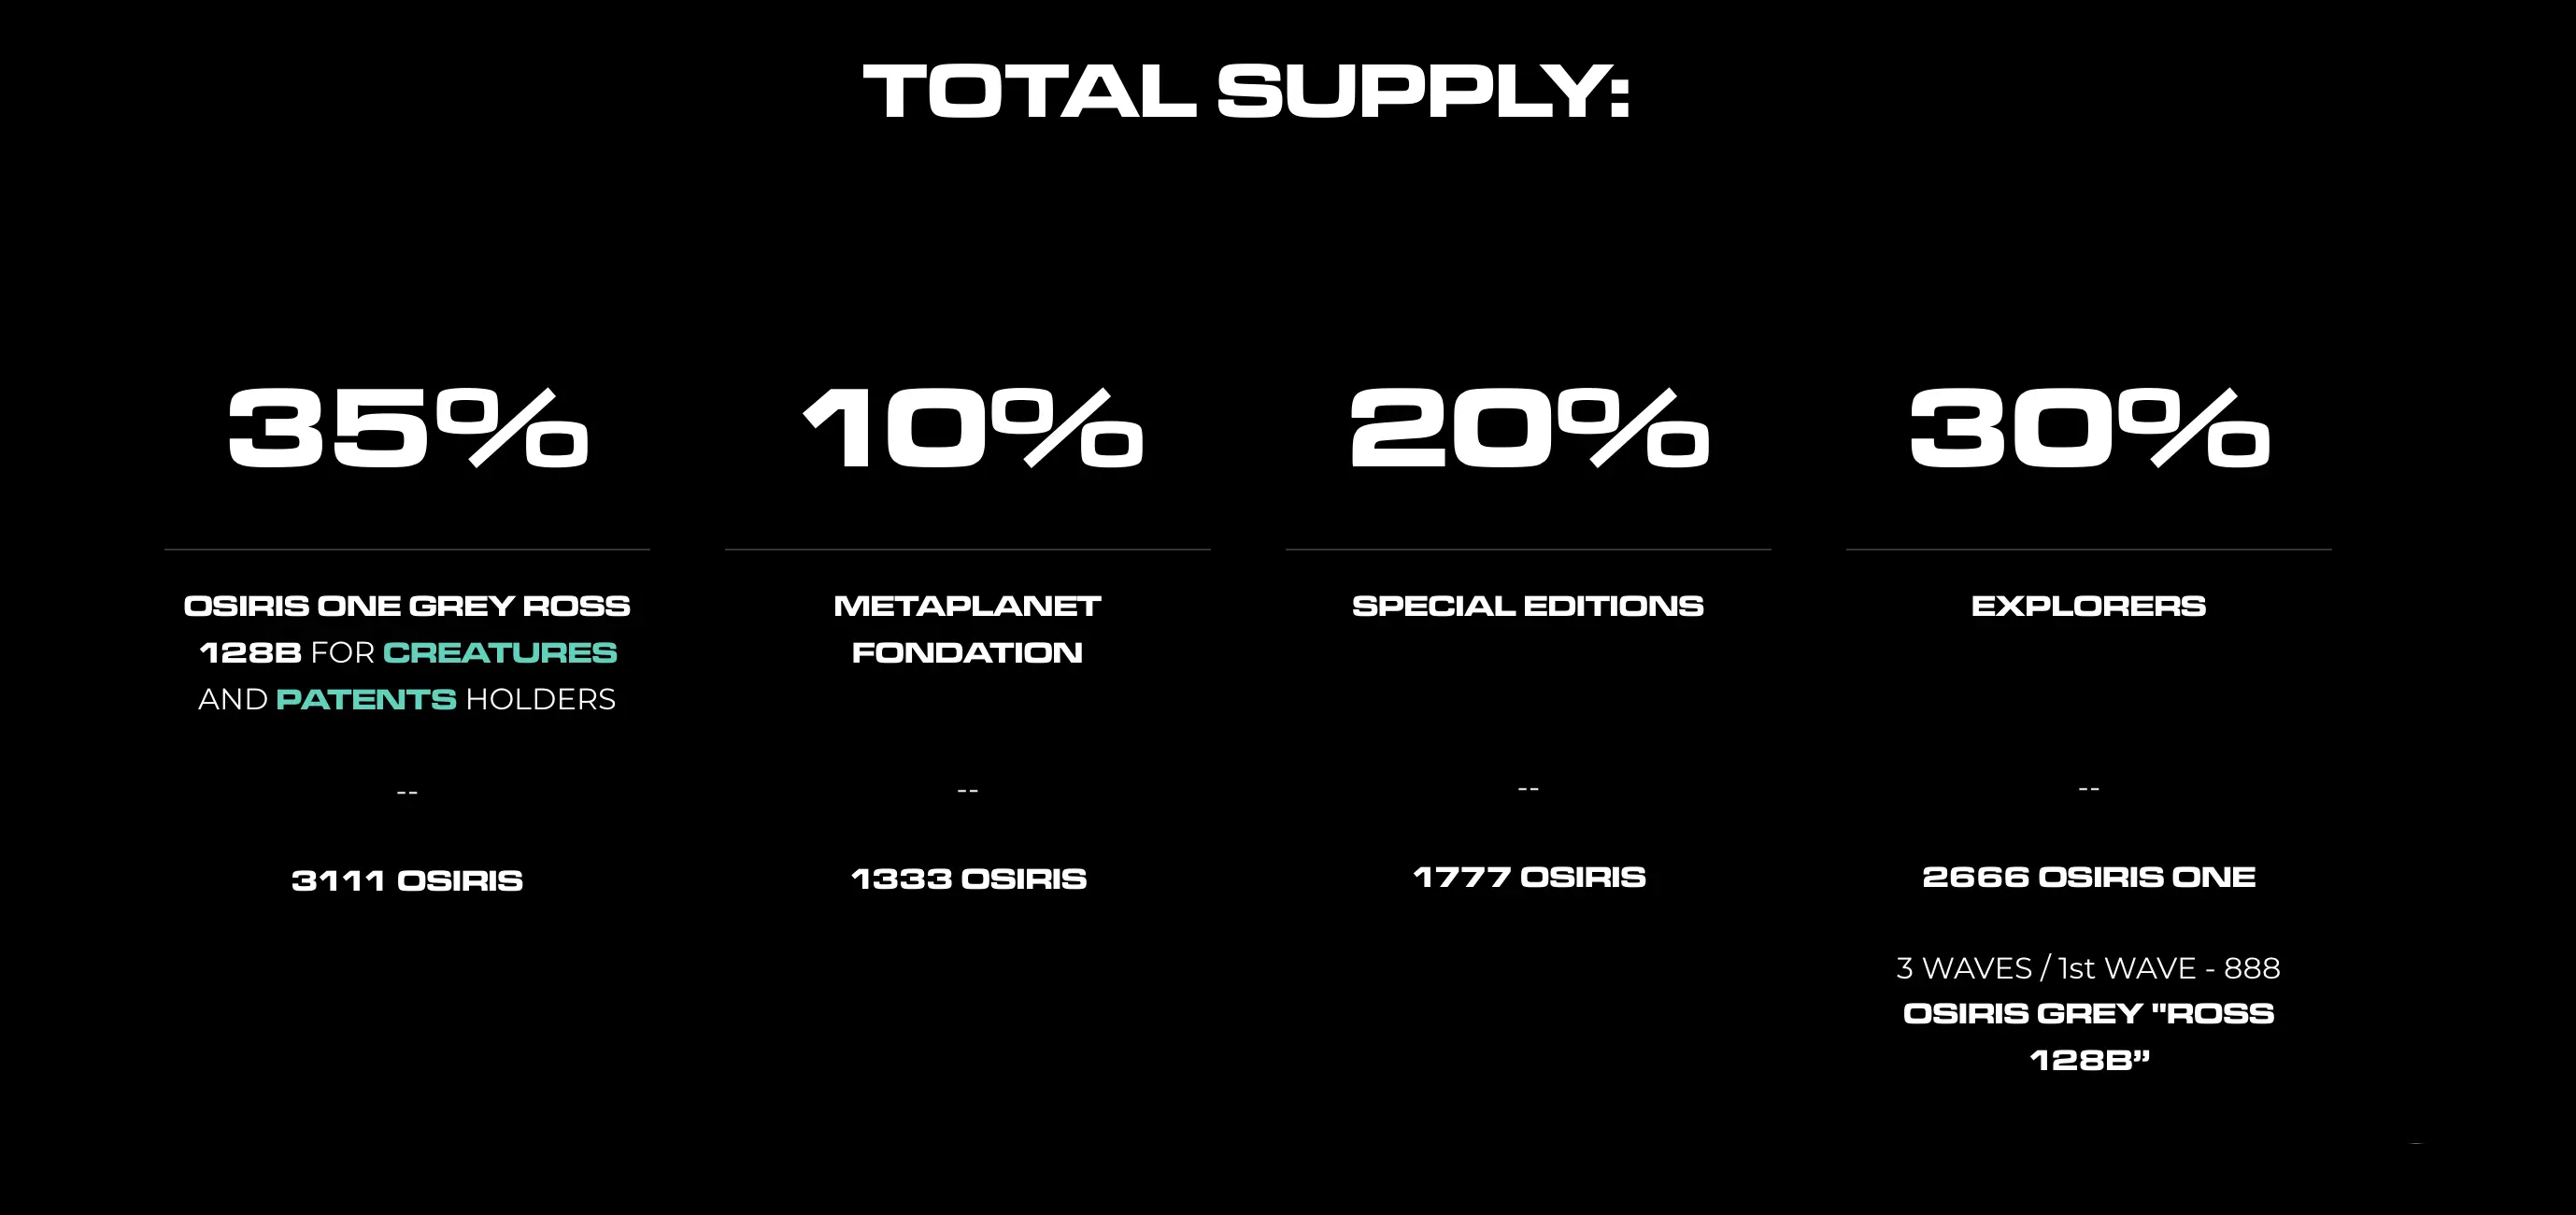 TOTAL SUPPLY:
35%
OSIRIS ONE GREY ROSS
128B FOR CREATURES
AND PATENTS HOLDERS
--
3111 OSIRIS
10%
METAPLANET
FONDATION
--
1333 OSIRIS
20%
SPECIAL EDITIONS
--
1777 OSIRIS
30%
EXPLORERS
--
2666 OSIRIS ONE
3 WAVES / 1st WAVE - 888
OSIRIS GREY "ROSS
128B”